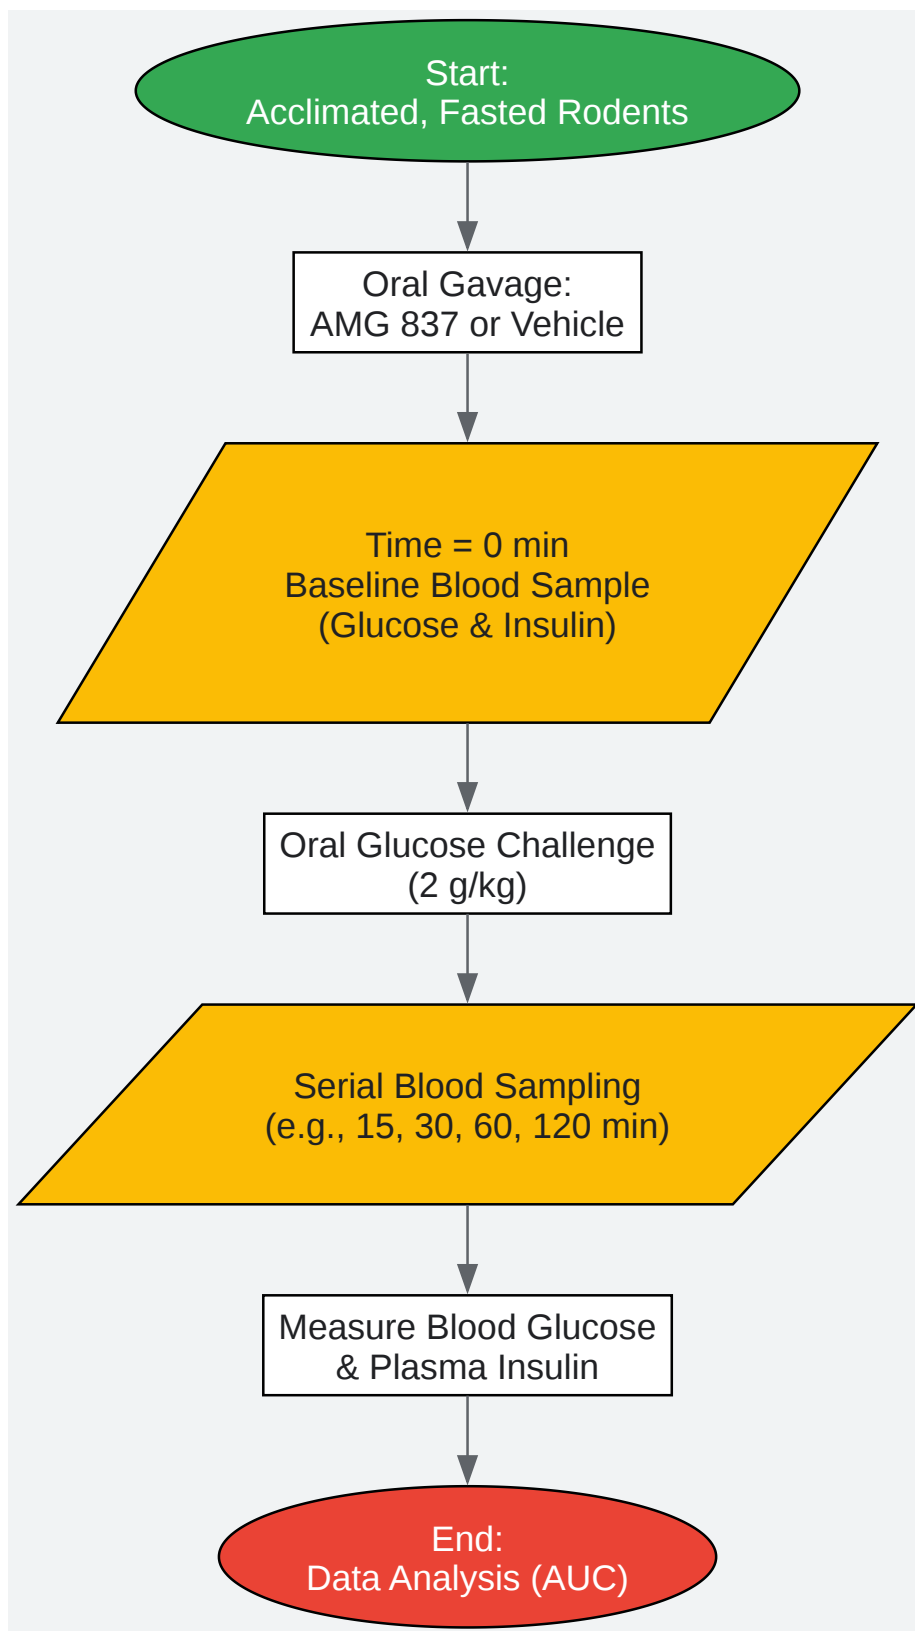 Start:
Acclimated, Fasted Rodents
Oral Gavage:
AMG 837 or Vehicle
Time = 0 min
Baseline Blood Sample
(Glucose & Insulin)
Oral Glucose Challenge
(2 g/kg)
Serial Blood Sampling
(e.g., 15, 30, 60, 120 min)
Measure Blood Glucose
& Plasma Insulin
End:
Data Analysis (AUC)